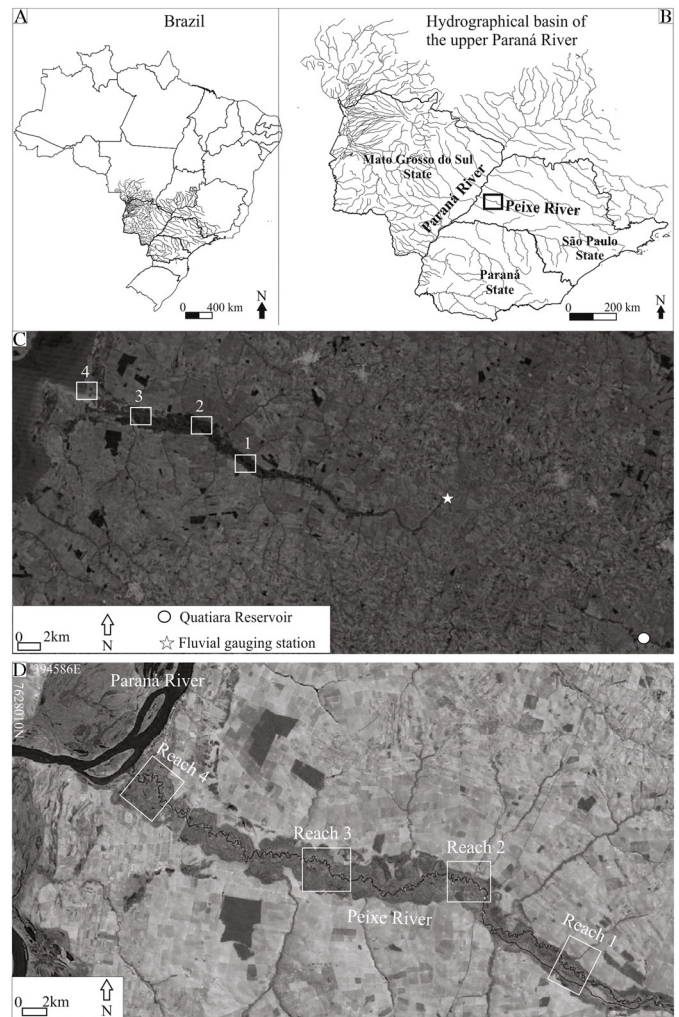 A
Brazil
0 400 km
N
B
Hydrographical basin of
the upper Paraná River
Mato Grosso do Sul
State
Paraná River
Peixe River
São Paulo
State
Paraná
State
0 200 km
N
C
4
3
2
1
0 2km
N
Quatiara Reservoir
Fluvial gauging station
D
394586E
7628010N
Paraná River
Reach 4
Reach 3
Reach 2
Peixe River
Reach 1
0 2km
N